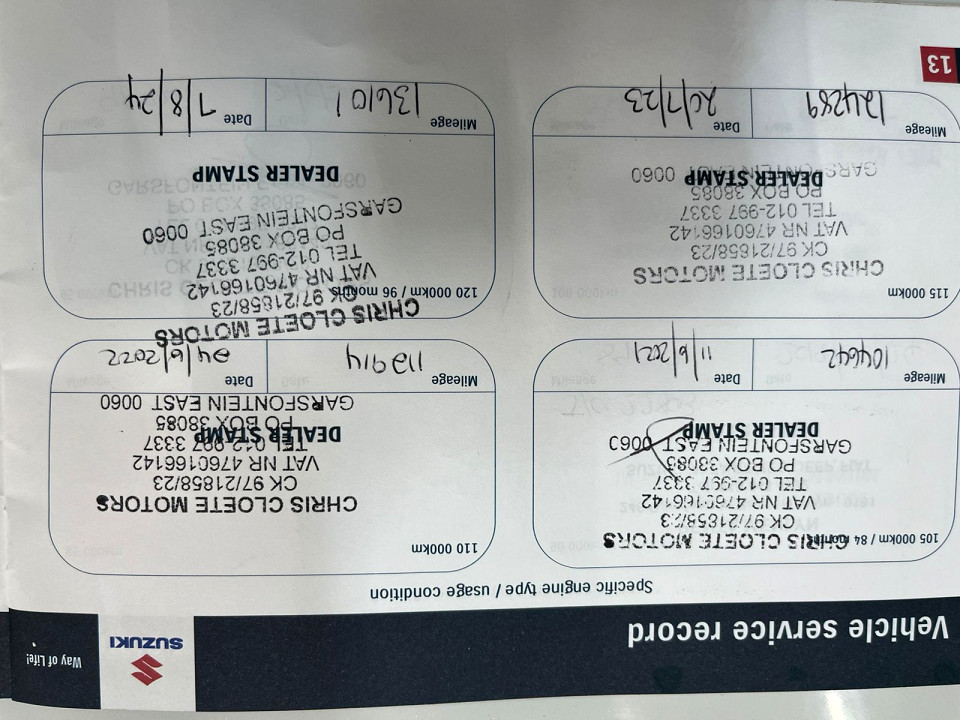 Vehicle service record
SUZUKI
Way of Life!
Specific engine type / usage condition
105 000km / 84 months
CHRIS CLOETE MOTORS
CK 97/21858/23
VAT NR 4760166142
TEL 012-997 3337
PO BOX 38085
GARSFONTEIN EAST 0060
DEALER STAMP
Mileage 104642 Date 11/6/2021
110 000km
CHRIS CLOETE MOTORS
CK 97/21858/23
VAT NR 4760166142
TEL 012-997 3337
DEALER STAMP
PO BOX 38085
GARSFONTEIN EAST 0060
Mileage 112914 Date 24/6/2022
115 000km
CHRIS CLOETE MOTORS
CK 97/21858/23
VAT NR 4760166142
TEL 012-997 3337
PO BOX 38085
DEALER STAMP
GARSFONTEIN EAST 0060
Mileage 124289 Date 20/7/23
120 000km / 96 months
CHRIS CLOETE MOTORS
CK 97/21858/23
VAT NR 4760166142
TEL 012-997 3337
PO BOX 38085
GARSFONTEIN EAST 0060
DEALER STAMP
Mileage 136101 Date 7/8/24
13